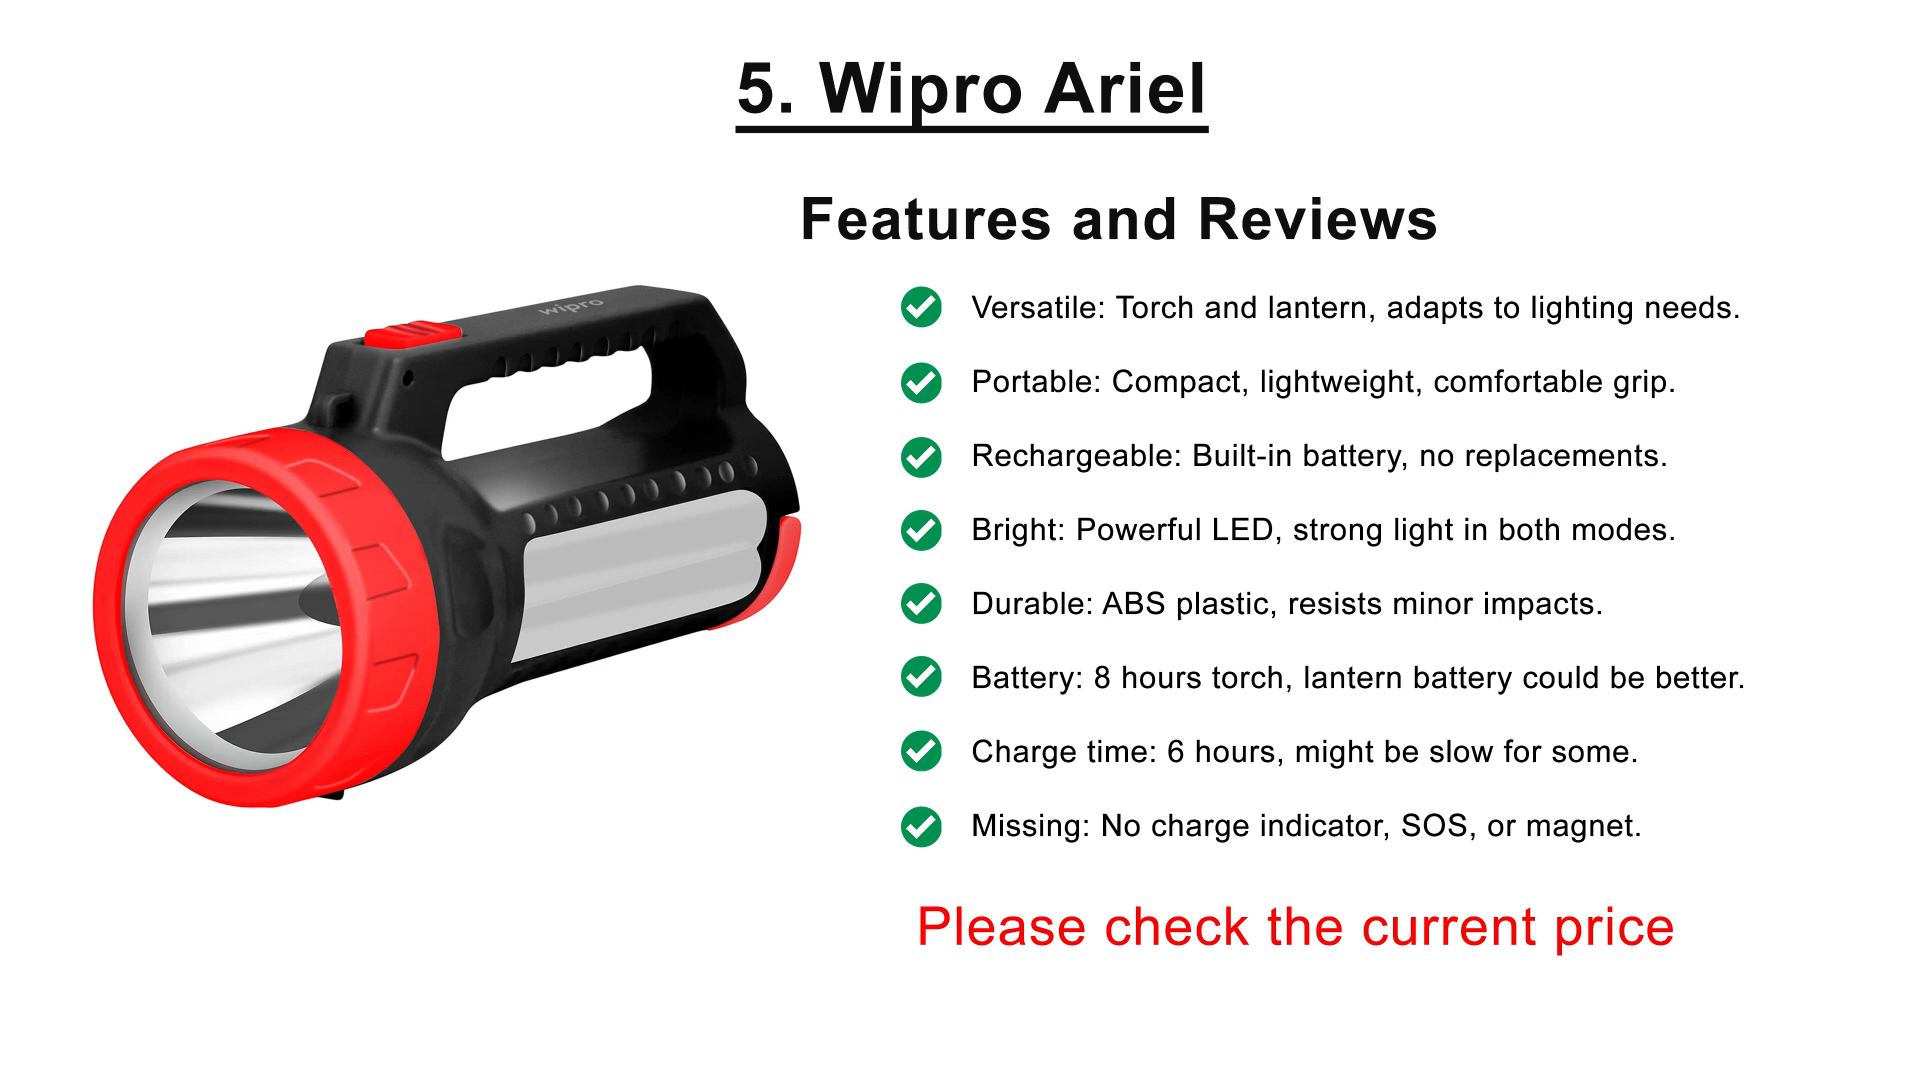 5. Wipro Ariel
Features and Reviews
wipro
Versatile: Torch and lantern, adapts to lighting needs.
Portable: Compact, lightweight, comfortable grip.
Rechargeable: Built-in battery, no replacements.
Bright: Powerful LED, strong light in both modes.
Durable: ABS plastic, resists minor impacts.
Battery: 8 hours torch, lantern battery could be better.
Charge time: 6 hours, might be slow for some.
Missing: No charge indicator, SOS, or magnet.
Please check the current price